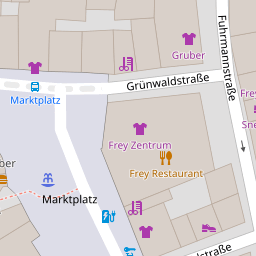 Fuhrmannstraße
Gruber
Grünwaldstraße
Marktplatz
Frey Zentrum
Frey Restaurant
Marktplatz